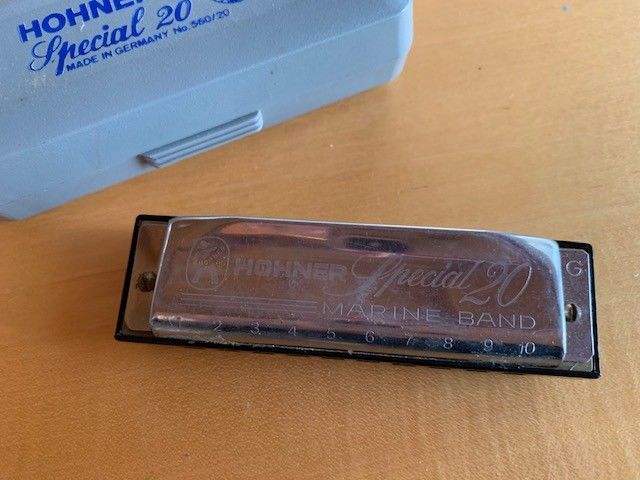 HOHNER
Special 20
MADE IN GERMANY No. 560/20
HOHNER Special 20
MARINE BAND
1 2 3 4 5 6 7 8 9 10
G